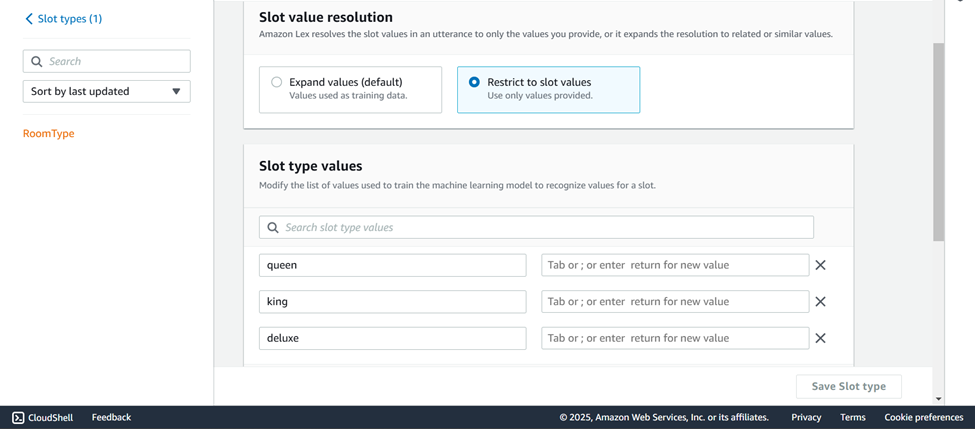 Slot types (1)
Search
Sort by last updated
RoomType
Slot value resolution
Amazon Lex resolves the slot values in an utterance to only the values you provide, or it expands the resolution to related or similar values.
Expand values (default)
Values used as training data.
Restrict to slot values
Use only values provided.
Slot type values
Modify the list of values used to train the machine learning model to recognize values for a slot.
Search slot type values
queen
Tab or ; or enter return for new value
king
Tab or ; or enter return for new value
deluxe
Tab or ; or enter return for new value
Save Slot type
CloudShell Feedback © 2025, Amazon Web Services, Inc. or its affiliates. Privacy Terms Cookie preferences